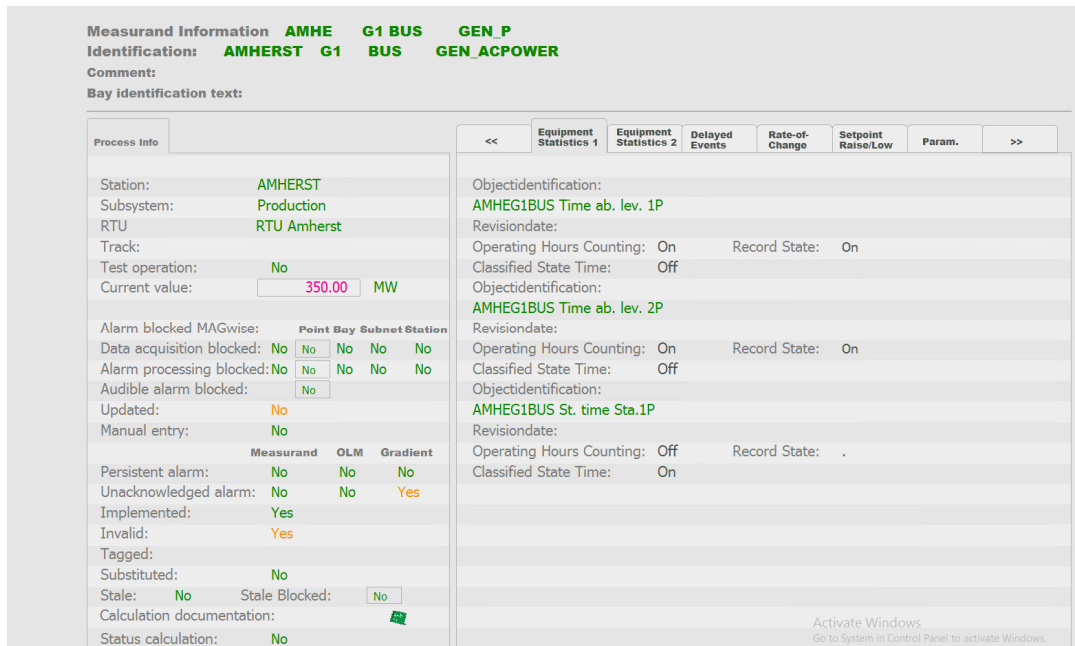 Measurand Information AMHE G1 BUS GEN_P
Identification: AMHERST G1 BUS GEN_ACPOWER
Comment:
Bay identification text:
Process Info
Station: AMHERST
Subsystem: Production
RTU RTU Amherst
Track:
Test operation: No
Current value: 350.00 MW
Alarm blocked MAGwise: Point Bay Subnet Station
Data acquisition blocked: No No No No No
Alarm processing blocked: No No No No No
Audible alarm blocked: No
Updated: No
Manual entry: No
Measurand OLM Gradient
Persistent alarm: No No No
Unacknowledged alarm: No No Yes
Implemented: Yes
Invalid: Yes
Tagged:
Substituted: No
Stale: No Stale Blocked: No
Calculation documentation:
Status calculation: No
<< Equipment Statistics 1 Equipment Statistics 2 Delayed Events Rate-of-Change Setpoint Raise/Low Param. >>
Objectidentification:
AMHEG1BUS Time ab. lev. 1P
Revisiondate:
Operating Hours Counting: On Record State: On
Classified State Time: Off
Objectidentification:
AMHEG1BUS Time ab. lev. 2P
Revisiondate:
Operating Hours Counting: On Record State: On
Classified State Time: Off
Objectidentification:
AMHEG1BUS St. time Sta.1P
Revisiondate:
Operating Hours Counting: Off Record State: .
Classified State Time: On
Activate Windows
Go to System in Control Panel to activate Windows.